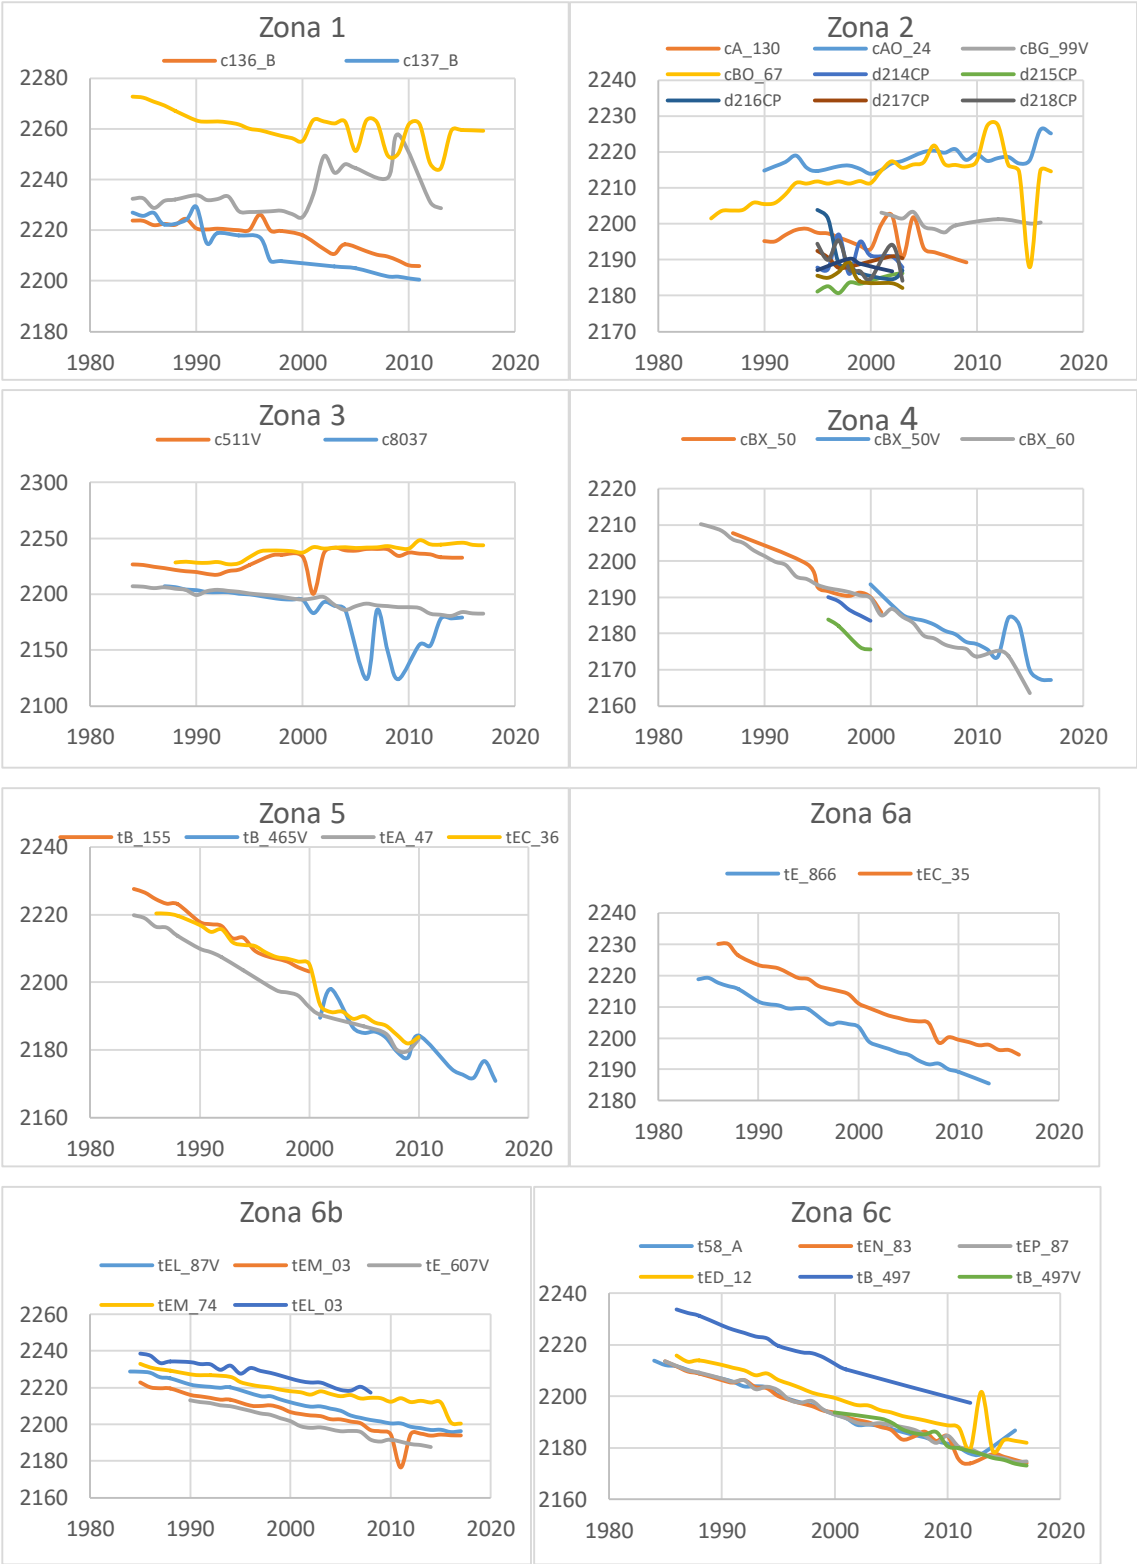 Zona 1
c136_B c137_B
2280
2260
2240
2220
2200
2180
1980 1990 2000 2010 2020
Zona 2
cA_130 cAO_24 cBG_99V
cBO_67 d214CP d215CP
d216CP d217CP d218CP
2240
2230
2220
2210
2200
2190
2180
2170
1980 1990 2000 2010 2020
Zona 3
c511V c8037
2300
2250
2200
2150
2100
1980 1990 2000 2010 2020
Zona 4
cBX_50 cBX_50V cBX_60
2220
2210
2200
2190
2180
2170
2160
1980 1990 2000 2010 2020
Zona 5
tB_155 tB_465V tEA_47 tEC_36
2240
2220
2200
2180
2160
1980 1990 2000 2010 2020
Zona 6a
tE_866 tEC_35
2240
2230
2220
2210
2200
2190
2180
1980 1990 2000 2010 2020
Zona 6b
tEL_87V tEM_03 tE_607V
tEM_74 tEL_03
2260
2240
2220
2200
2180
2160
1980 1990 2000 2010 2020
Zona 6c
t58_A tEN_83 tEP_87
tED_12 tB_497 tB_497V
2240
2220
2200
2180
2160
1980 1990 2000 2010 2020